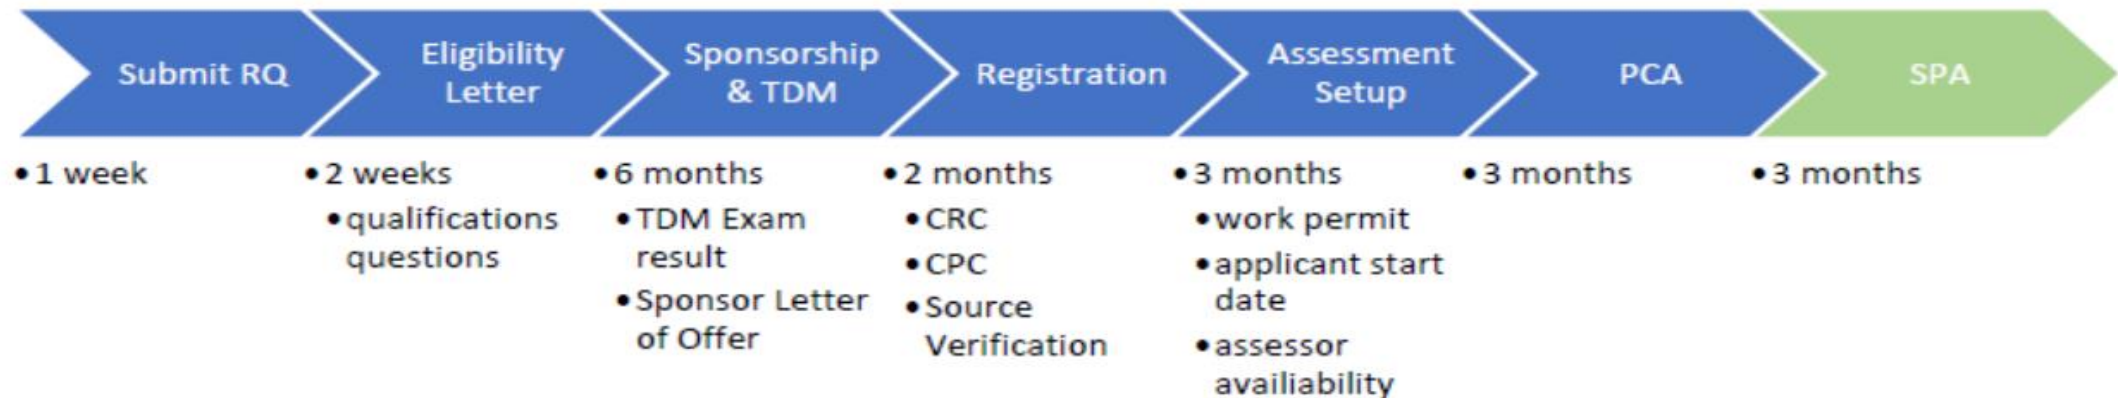 Submit RQ
Eligibility
Letter
Sponsorship
& TDM
Registration
Assessment
Setup
PCA
SPA
•1 week
•2 weeks
•qualifications
questions
•6 months
•TDM Exam
result
•Sponsor Letter
of Offer
•2 months
•CRC
•CPC
•Source
Verification
•3 months
•work permit
•applicant start
date
•assessor
availiability
•3 months
•3 months